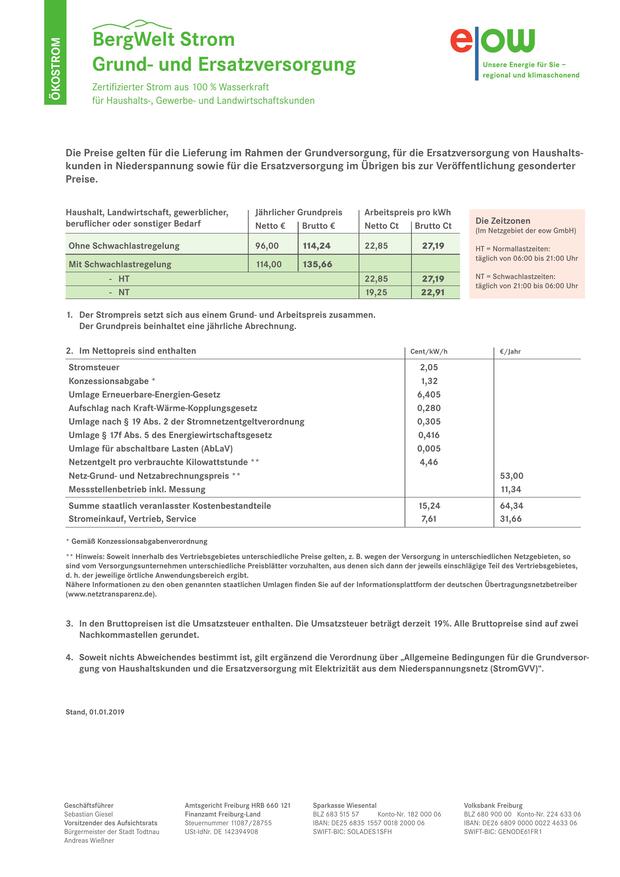 ÖKOSTROM
BergWelt Strom
Grund- und Ersatzversorgung
Zertifizierter Strom aus 100 % Wasserkraft
für Haushalts-, Gewerbe- und Landwirtschaftskunden
eow
Unsere Energie für Sie –
regional und klimaschonend
Die Preise gelten für die Lieferung im Rahmen der Grundversorgung, für die Ersatzversorgung von Haushalts-
kunden in Niederspannung sowie für die Ersatzversorgung im Übrigen bis zur Veröffentlichung gesonderter
Preise.
Haushalt, Landwirtschaft, gewerblicher, Jährlicher Grundpreis Arbeitspreis pro kWh
beruflicher oder sonstiger Bedarf Netto € Brutto € Netto Ct Brutto Ct
Ohne Schwachlastregelung 96,00 114,24 22,85 27,19
Mit Schwachlastregelung 114,00 135,66
- HT 22,85 27,19
- NT 19,25 22,91
Die Zeitzonen
(Im Netzgebiet der eow GmbH)
HT = Normallastzeiten:
täglich von 06:00 bis 21:00 Uhr
NT = Schwachlastzeiten:
täglich von 21:00 bis 06:00 Uhr
1. Der Strompreis setzt sich aus einem Grund- und Arbeitspreis zusammen.
Der Grundpreis beinhaltet eine jährliche Abrechnung.
2. Im Nettopreis sind enthalten Cent/kW/h €/Jahr
Stromsteuer 2,05
Konzessionsabgabe * 1,32
Umlage Erneuerbare-Energien-Gesetz 6,405
Aufschlag nach Kraft-Wärme-Kopplungsgesetz 0,280
Umlage nach § 19 Abs. 2 der Stromnetzentgeltverordnung 0,305
Umlage § 17f Abs. 5 des Energiewirtschaftsgesetz 0,416
Umlage für abschaltbare Lasten (AbLaV) 0,005
Netzentgelt pro verbrauchte Kilowattstunde ** 4,46
Netz-Grund- und Netzabrechnungspreis ** 53,00
Messstellenbetrieb inkl. Messung 11,34
Summe staatlich veranlasster Kostenbestandteile 15,24 64,34
Stromeinkauf, Vertrieb, Service 7,61 31,66
* Gemäß Konzessionsabgabenverordnung
** Hinweis: Soweit innerhalb des Vertriebsgebietes unterschiedliche Preise gelten, z. B. wegen der Versorgung in unterschiedlichen Netzgebieten, so
sind vom Versorgungsunternehmen unterschiedliche Preisblätter vorzuhalten, aus denen sich dann der jeweils einschlägige Teil des Vertriebsgebietes,
d. h. der jeweilige örtliche Anwendungsbereich ergibt.
Nähere Informationen zu den oben genannten staatlichen Umlagen finden Sie auf der Informationsplattform der deutschen Übertragungsnetzbetreiber
(www.netztransparenz.de).
3. In den Bruttopreisen ist die Umsatzsteuer enthalten. Die Umsatzsteuer beträgt derzeit 19%. Alle Bruttopreise sind auf zwei
Nachkommastellen gerundet.
4. Soweit nichts Abweichendes bestimmt ist, gilt ergänzend die Verordnung über „Allgemeine Bedingungen für die Grundversor-
gung von Haushaltskunden und die Ersatzversorgung mit Elektrizität aus dem Niederspannungsnetz (StromGVV)“.
Stand, 01.01.2019
Geschäftsführer
Sebastian Giesel
Vorsitzender des Aufsichtsrats
Bürgermeister der Stadt Todtnau
Andreas Wießner
Amtsgericht Freiburg HRB 660 121
Finanzamt Freiburg-Land
Steuernummer 11087/28755
USt-IdNr. DE 142394908
Sparkasse Wiesental
BLZ 683 515 57 Konto-Nr. 182 000 06
IBAN: DE25 6835 1557 0018 2000 06
SWIFT-BIC: SOLADES1SFH
Volksbank Freiburg
BLZ 680 900 00 Konto-Nr. 224 633 06
IBAN: DE26 6809 0000 0022 4633 06
SWIFT-BIC: GENODE61FR1